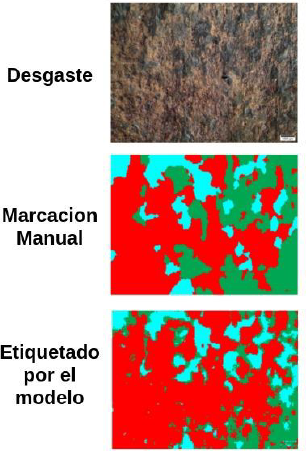 Desgaste
Marcacion
Manual
Etiquetado
por el
modelo